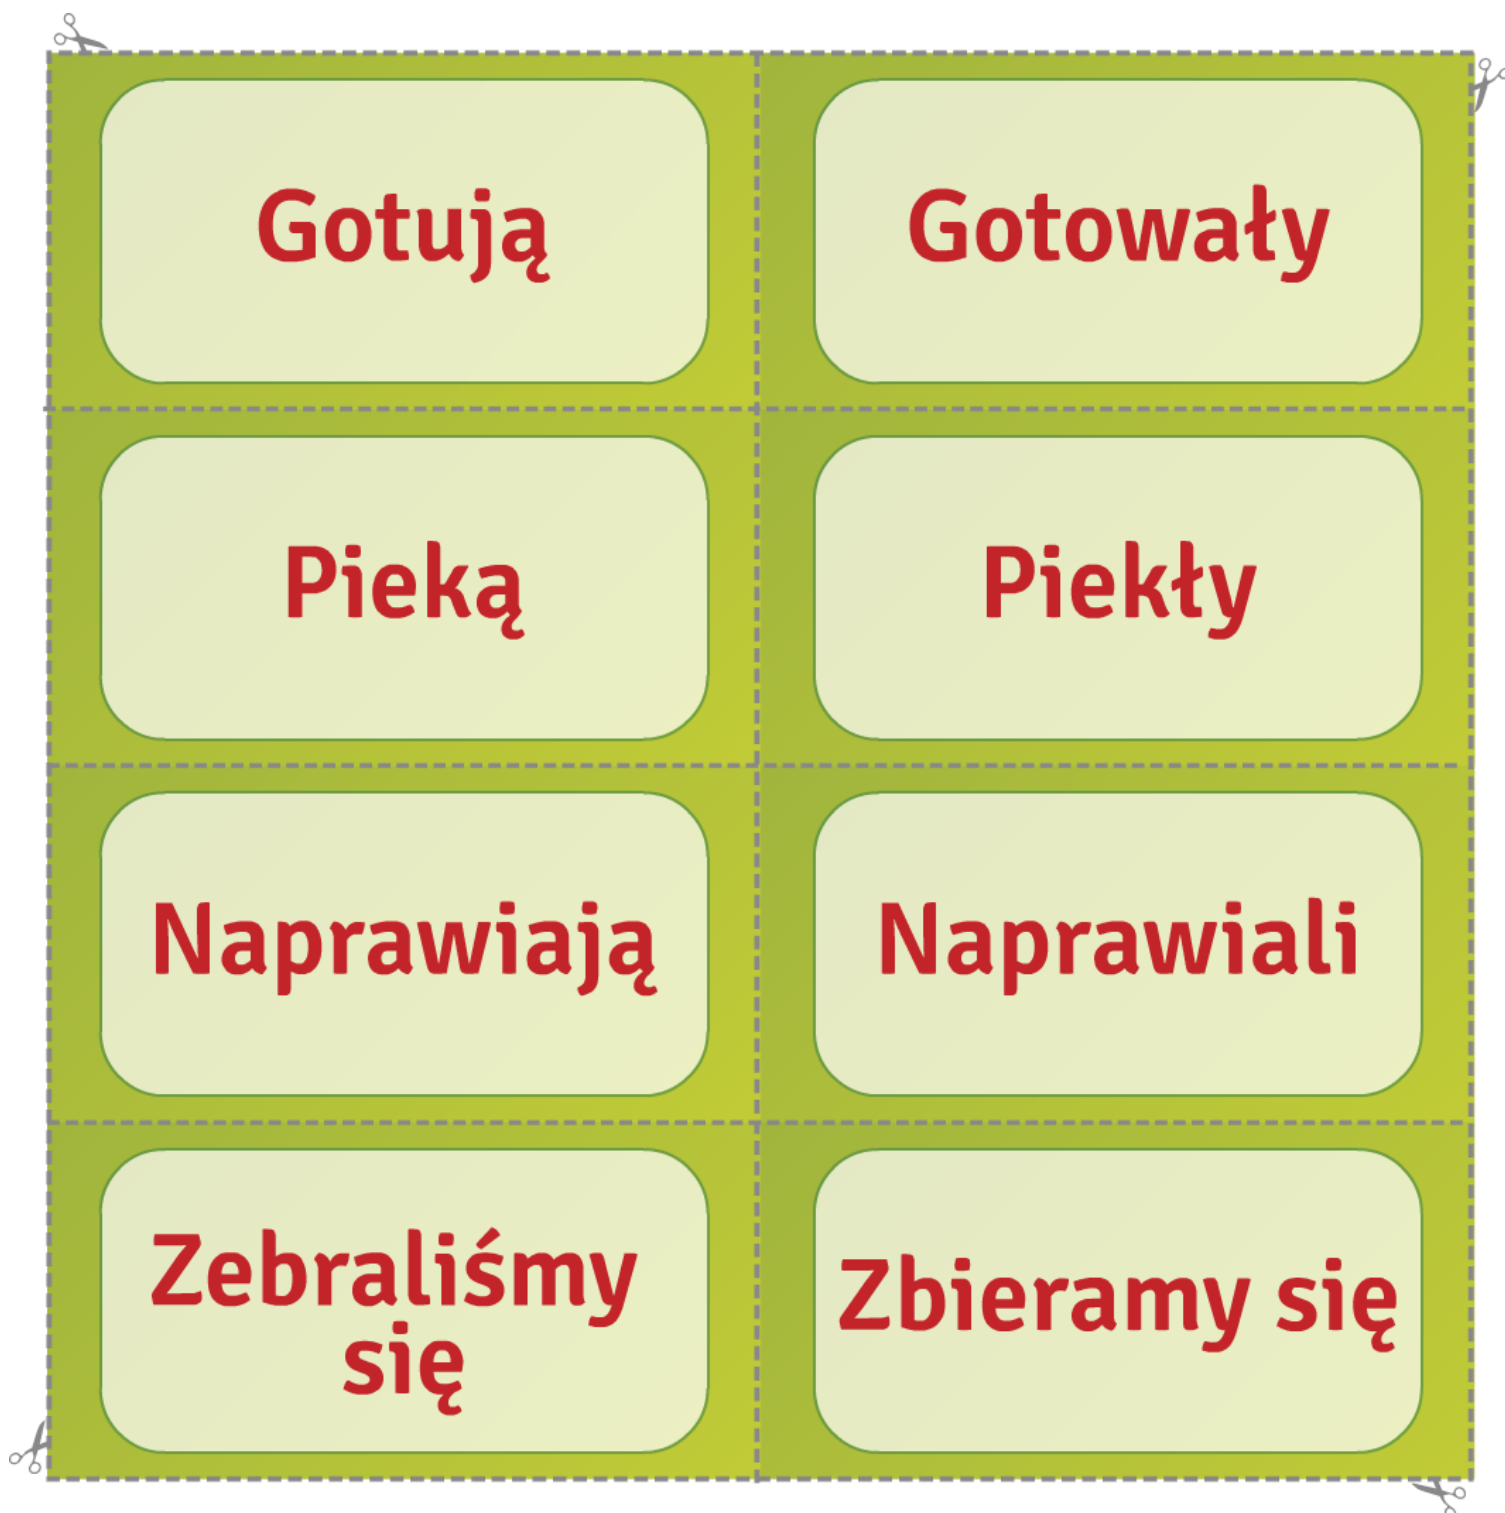 Gotują
Gotowały
Pieką
Piekły
Naprawiają
Naprawiali
Zebraliśmy
się
Zbieramy się